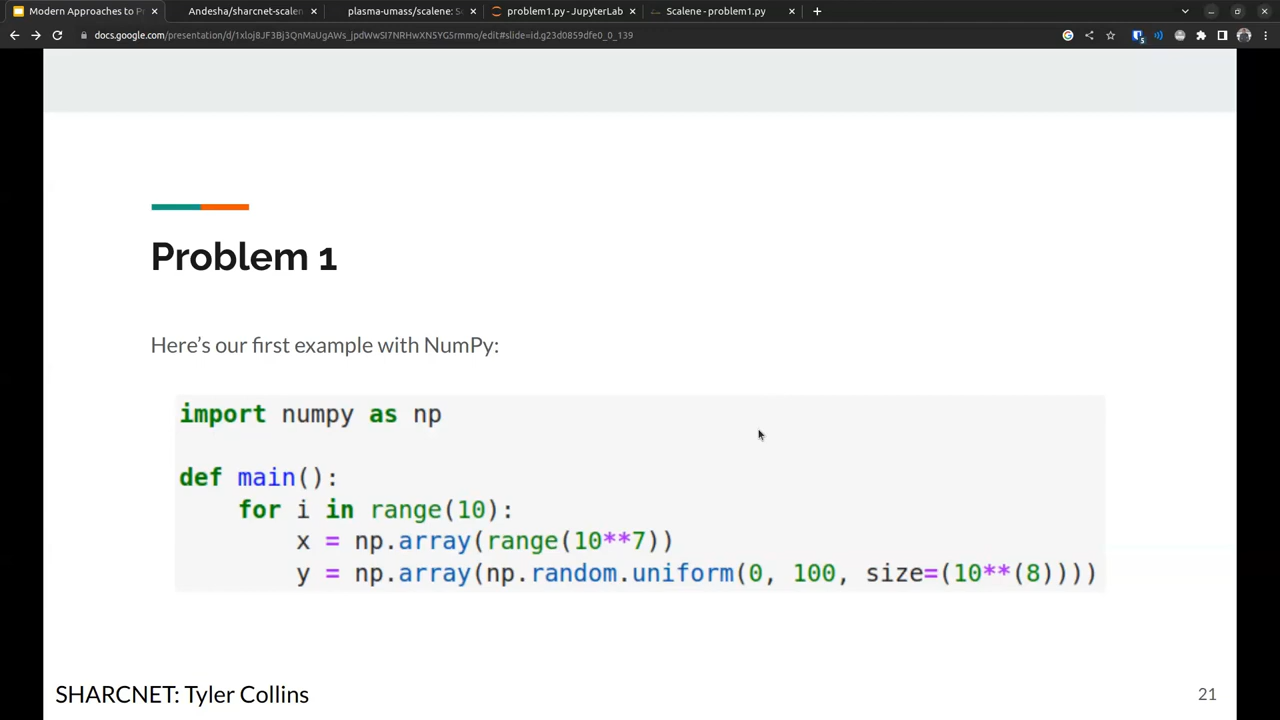 Modern Approaches to Pr
Andesha/sharcnet-scalen
plasma-umass/scalene: S
problem1.py - JupyterLab
Scalene - problem1.py
docs.google.com/presentation/d/1xloj8JF3Bj3QnMaUgAWs_jpdWwSI7NRHwXN5YG5rmmo/edit#slide=id.g23d0859dfe0_0_139
Problem 1
Here's our first example with NumPy:
import numpy as np
def main():
    for i in range(10):
        x = np.array(range(10**7))
        y = np.array(np.random.uniform(0, 100, size=(10**(8))))
SHARCNET: Tyler Collins
21